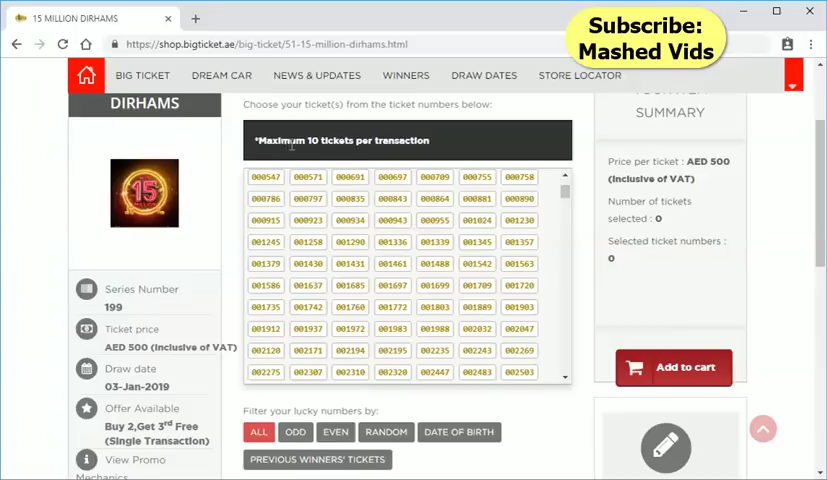 15 MILLION DIRHAMS
Subscribe:
Mashed Vids
https://shop.bigticket.ae/big-ticket/51-15-million-dirhams.html
BIG TICKET DREAM CAR NEWS & UPDATES WINNERS DRAW DATES STORE LOCATOR
DIRHAMS
15
Series Number
199
Ticket price
AED 500 (Inclusive of VAT)
Draw date
03-Jan-2019
Offer Available
Buy 2,Get 3rd Free
(Single Transaction)
View Promo
Mechanics
Choose your ticket(s) from the ticket numbers below:
*Maximum 10 tickets per transaction
000547 000571 000691 000697 000709 000755 000758
000786 000797 000835 000843 000864 000881 000890
000915 000923 000934 000943 000955 001024 001230
001245 001258 001290 001336 001339 001345 001357
001379 001430 001431 001461 001488 001542 001563
001586 001637 001685 001697 001699 001709 001720
001735 001742 001760 001772 001803 001889 001903
001912 001937 001972 001983 001988 002032 002047
002120 002171 002194 002195 002235 002243 002269
002275 002307 002310 002320 002447 002483 002503
Filter your lucky numbers by:
ALL ODD EVEN RANDOM DATE OF BIRTH
PREVIOUS WINNERS' TICKETS
SUMMARY
Price per ticket : AED 500
(Inclusive of VAT)
Number of tickets
selected : 0
Selected ticket numbers :
0
Add to cart